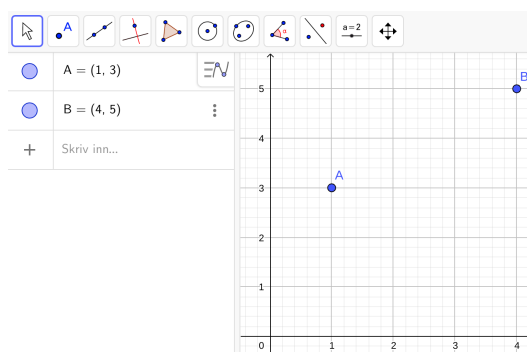 A
α
a=2
A = (1, 3)
B = (4, 5)
+ Skriv inn...
B
5
4
A
3
2
1
0 1 2 3 4